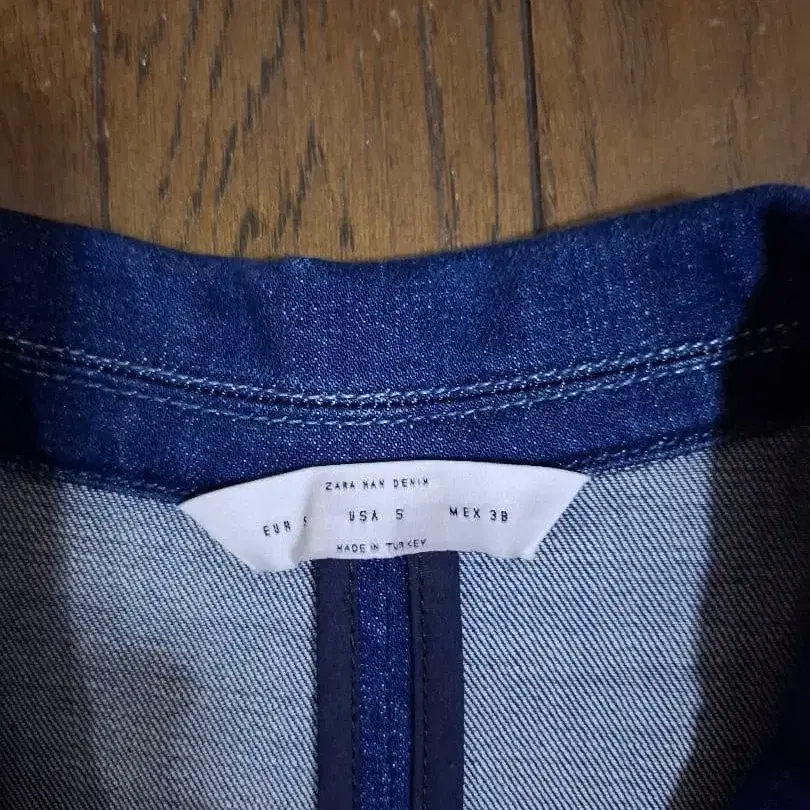 ZARA MAN DENIM
EUR S USA S MEX 38
MADE IN TURKEY